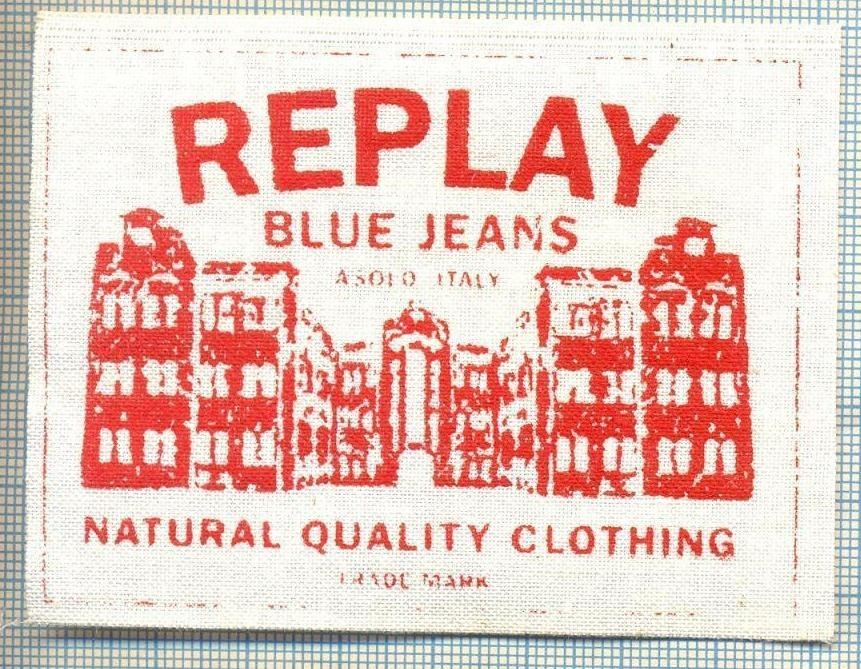 REPLAY
BLUE JEANS
ASOLO ITALY
NATURAL QUALITY CLOTHING
TRADE MARK